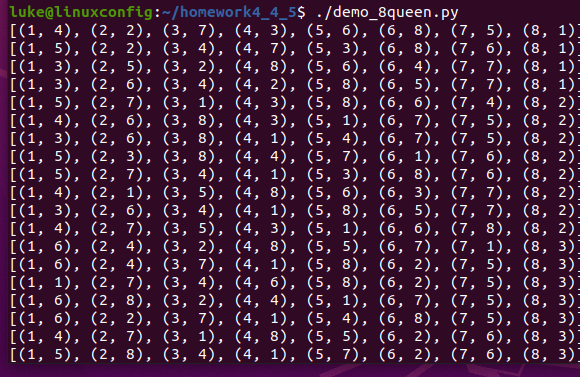 luke@linuxconfig:~/homework4_4_5$ ./demo_8queen.py
[(1, 4), (2, 2), (3, 7), (4, 3), (5, 6), (6, 8), (7, 5), (8, 1)]
[(1, 5), (2, 2), (3, 4), (4, 7), (5, 3), (6, 8), (7, 6), (8, 1)]
[(1, 3), (2, 5), (3, 2), (4, 8), (5, 6), (6, 4), (7, 7), (8, 1)]
[(1, 3), (2, 6), (3, 4), (4, 2), (5, 8), (6, 5), (7, 7), (8, 1)]
[(1, 5), (2, 7), (3, 1), (4, 3), (5, 8), (6, 6), (7, 4), (8, 2)]
[(1, 4), (2, 6), (3, 8), (4, 3), (5, 1), (6, 7), (7, 5), (8, 2)]
[(1, 3), (2, 6), (3, 8), (4, 1), (5, 4), (6, 7), (7, 5), (8, 2)]
[(1, 5), (2, 3), (3, 8), (4, 4), (5, 7), (6, 1), (7, 6), (8, 2)]
[(1, 5), (2, 7), (3, 4), (4, 1), (5, 3), (6, 8), (7, 6), (8, 2)]
[(1, 4), (2, 1), (3, 5), (4, 8), (5, 6), (6, 3), (7, 7), (8, 2)]
[(1, 3), (2, 6), (3, 4), (4, 1), (5, 8), (6, 5), (7, 7), (8, 2)]
[(1, 4), (2, 7), (3, 5), (4, 3), (5, 1), (6, 6), (7, 8), (8, 2)]
[(1, 6), (2, 4), (3, 2), (4, 8), (5, 5), (6, 7), (7, 1), (8, 3)]
[(1, 6), (2, 4), (3, 7), (4, 1), (5, 8), (6, 2), (7, 5), (8, 3)]
[(1, 1), (2, 7), (3, 4), (4, 6), (5, 8), (6, 2), (7, 5), (8, 3)]
[(1, 6), (2, 8), (3, 2), (4, 4), (5, 1), (6, 7), (7, 5), (8, 3)]
[(1, 6), (2, 2), (3, 7), (4, 1), (5, 4), (6, 8), (7, 5), (8, 3)]
[(1, 4), (2, 7), (3, 1), (4, 8), (5, 5), (6, 2), (7, 6), (8, 3)]
[(1, 5), (2, 8), (3, 4), (4, 1), (5, 7), (6, 2), (7, 6), (8, 3)]